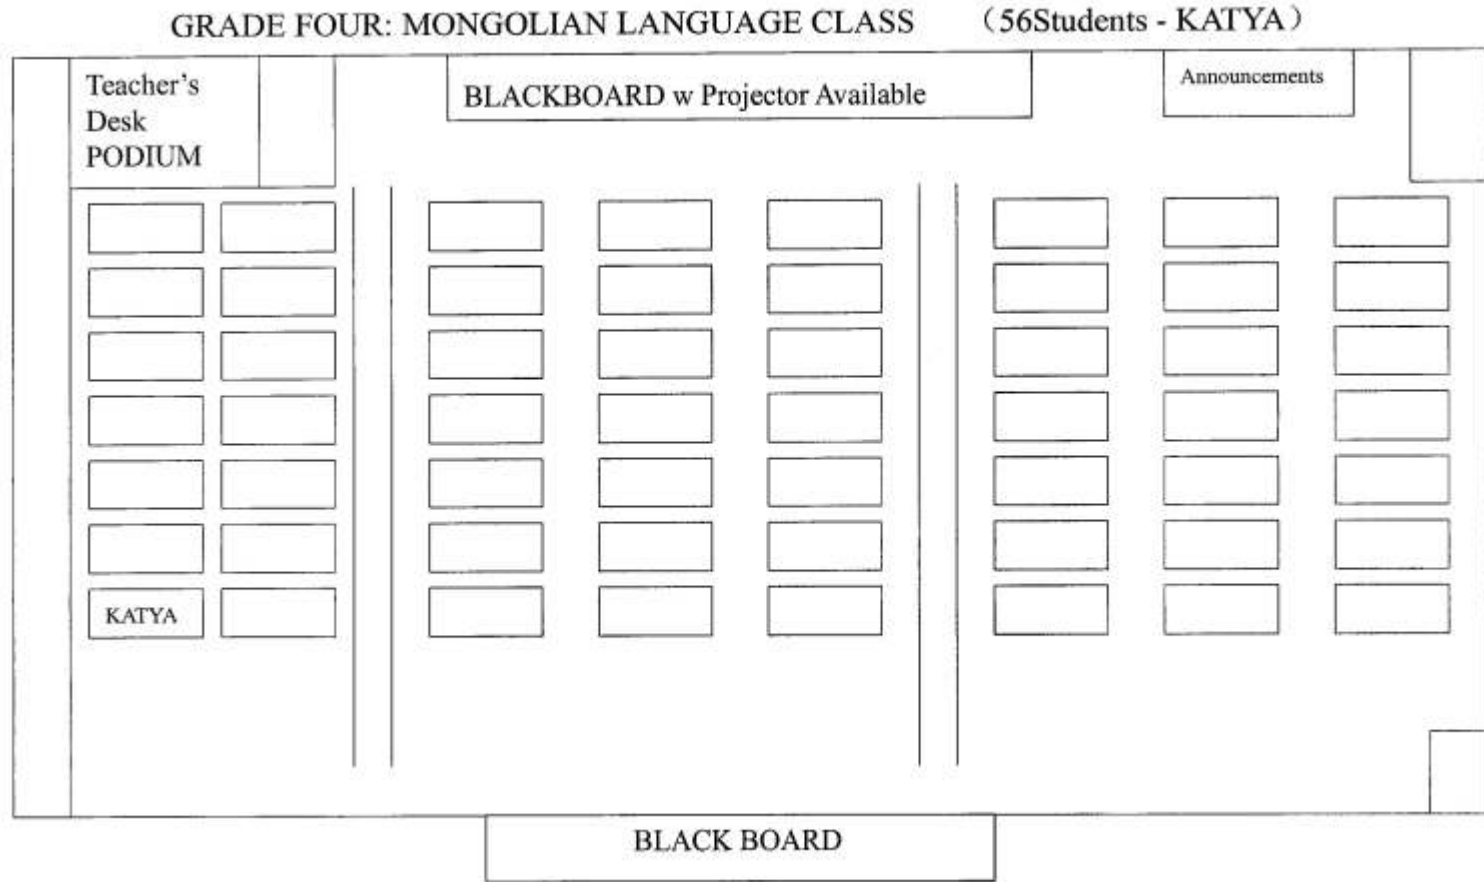 GRADE FOUR: MONGOLIAN LANGUAGE CLASS （56Students - KATYA）
Teacher's
Desk
PODIUM
BLACKBOARD w Projector Available
Announcements
KATYA
BLACK BOARD